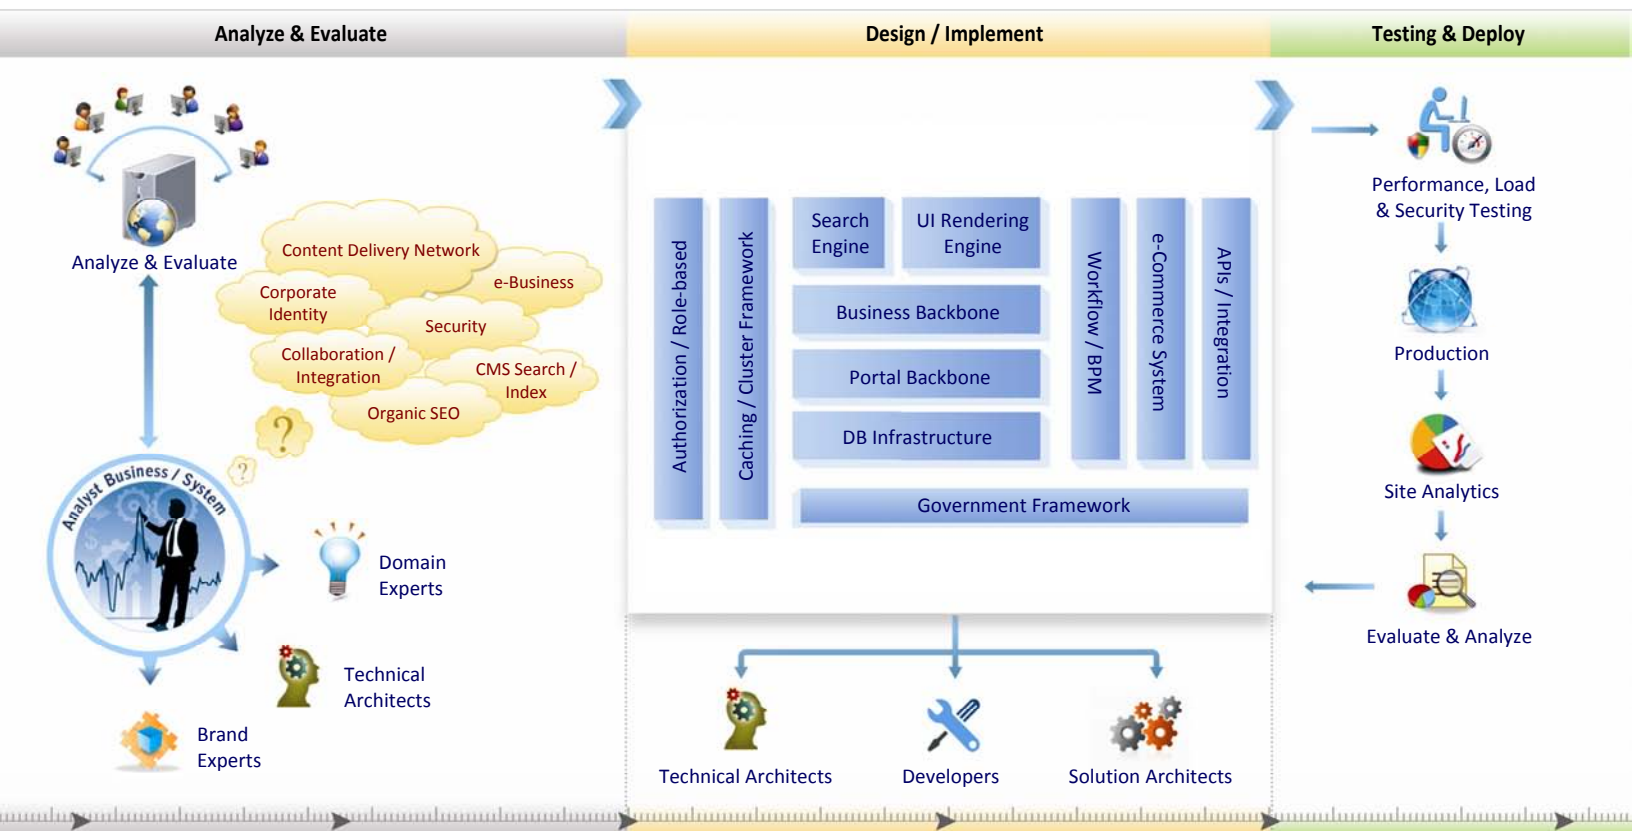 Analyze & Evaluate
Design / Implement
Testing & Deploy
Analyze & Evaluate
Content Delivery Network
e-Business
Corporate
Identity
Security
Collaboration /
Integration
CMS Search /
Index
Organic SEO
?
?
Analyst Business / System
Domain
Experts
Technical
Architects
Brand
Experts
Authorization / Role-based
Caching / Cluster Framework
Search
Engine
UI Rendering
Engine
Business Backbone
Portal Backbone
DB Infrastructure
Workflow / BPM
e-Commerce System
APIs / Integration
Government Framework
Technical Architects
Developers
Solution Architects
Performance, Load
& Security Testing
Production
Site Analytics
Evaluate & Analyze